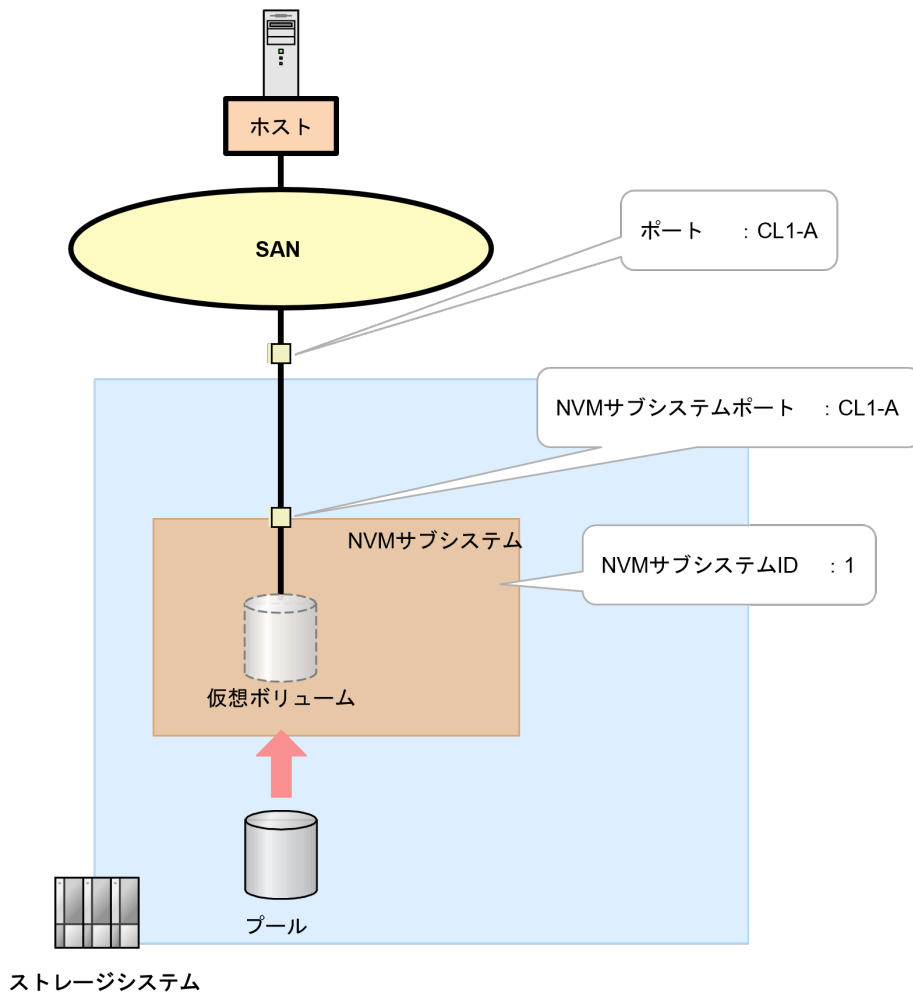 ホスト
SAN
ポート : CL1-A
NVMサブシステムポート : CL1-A
NVMサブシステム
NVMサブシステムID : 1
仮想ボリューム
プール
ストレージシステム